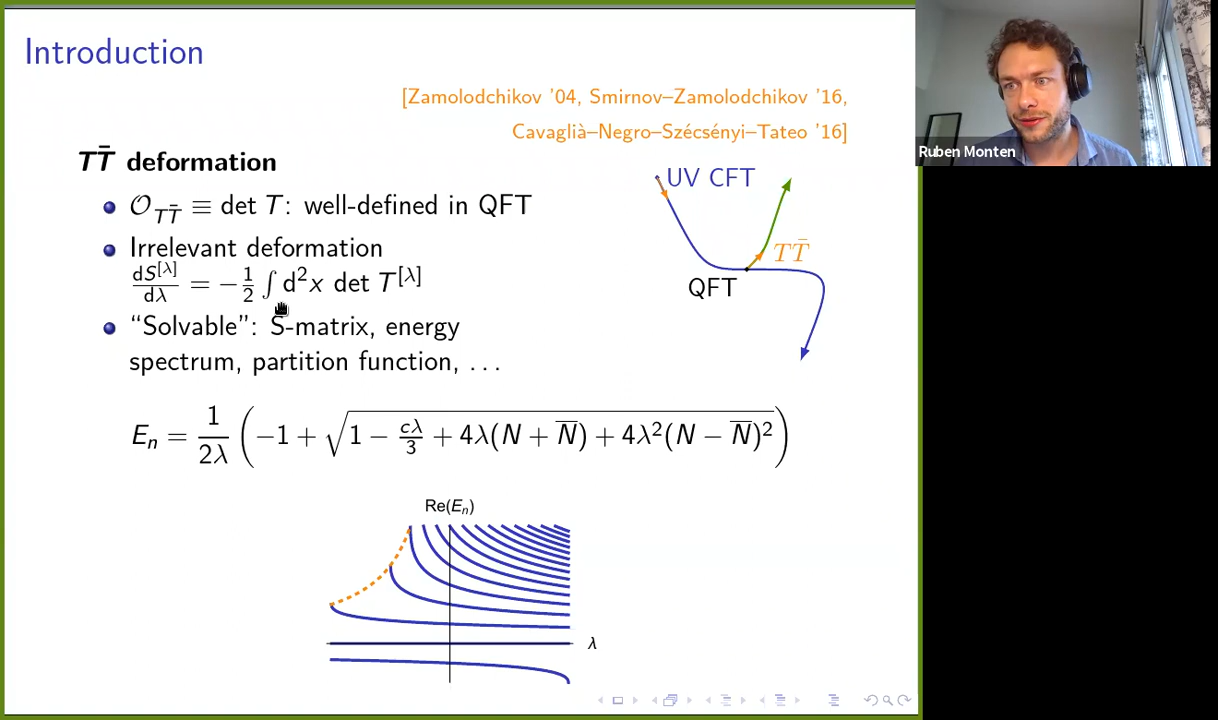 Introduction
[Zamolodchikov '04, Smirnov–Zamolodchikov '16,
Cavaglià–Negro–Szécsényi–Tateo '16]
TT̄ deformation
O_{TT̄} ≡ det T: well-defined in QFT
Irrelevant deformation
dS^{[λ]}/dλ = −1/2 ∫ d²x det T^{[λ]}
"Solvable": S-matrix, energy
spectrum, partition function, . . .
UV CFT
TT̄
QFT
E_n = 1/(2λ) (−1 + √(1 − cλ/3 + 4λ(N + N̅) + 4λ²(N − N̅)²))
Re(E_n)
λ
Ruben Monten